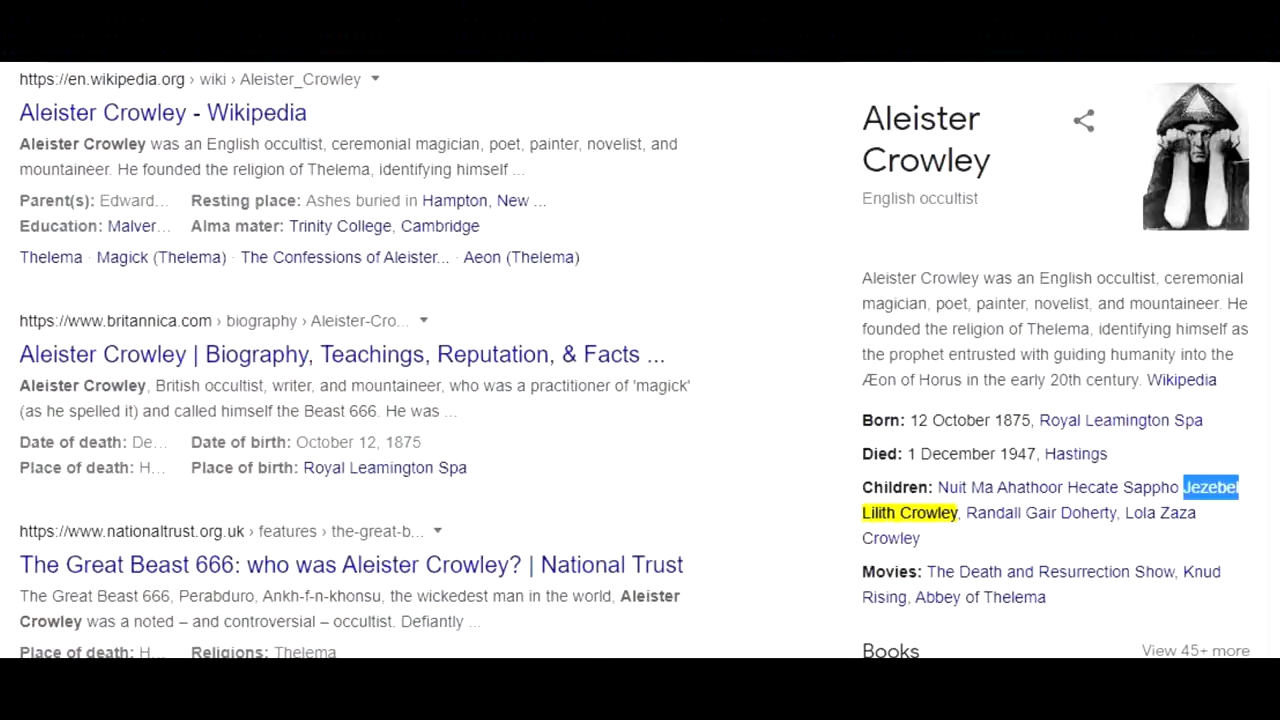 https://en.wikipedia.org › wiki › Aleister_Crowley
Aleister Crowley - Wikipedia
Aleister Crowley was an English occultist, ceremonial magician, poet, painter, novelist, and
mountaineer. He founded the religion of Thelema, identifying himself ...
Parent(s): Edward... Resting place: Ashes buried in Hampton, New ...
Education: Malver... Alma mater: Trinity College, Cambridge
Thelema · Magick (Thelema) · The Confessions of Aleister... · Aeon (Thelema)
https://www.britannica.com › biography › Aleister-Cro...
Aleister Crowley | Biography, Teachings, Reputation, & Facts ...
Aleister Crowley, British occultist, writer, and mountaineer, who was a practitioner of 'magick'
(as he spelled it) and called himself the Beast 666. He was ...
Date of death: De... Date of birth: October 12, 1875
Place of death: H... Place of birth: Royal Leamington Spa
https://www.nationaltrust.org.uk › features › the-great-b...
The Great Beast 666: who was Aleister Crowley? | National Trust
The Great Beast 666, Perabduro, Ankh-f-n-khonsu, the wickedest man in the world, Aleister
Crowley was a noted – and controversial – occultist. Defiantly ...
Place of death: H... Religions: Thelema
Aleister
Crowley
English occultist
Aleister Crowley was an English occultist, ceremonial
magician, poet, painter, novelist, and mountaineer. He
founded the religion of Thelema, identifying himself as
the prophet entrusted with guiding humanity into the
Æon of Horus in the early 20th century. Wikipedia
Born: 12 October 1875, Royal Leamington Spa
Died: 1 December 1947, Hastings
Children: Nuit Ma Ahathoor Hecate Sappho Jezebel
Lilith Crowley, Randall Gair Doherty, Lola Zaza
Crowley
Movies: The Death and Resurrection Show, Knud
Rising, Abbey of Thelema
Books View 45+ more